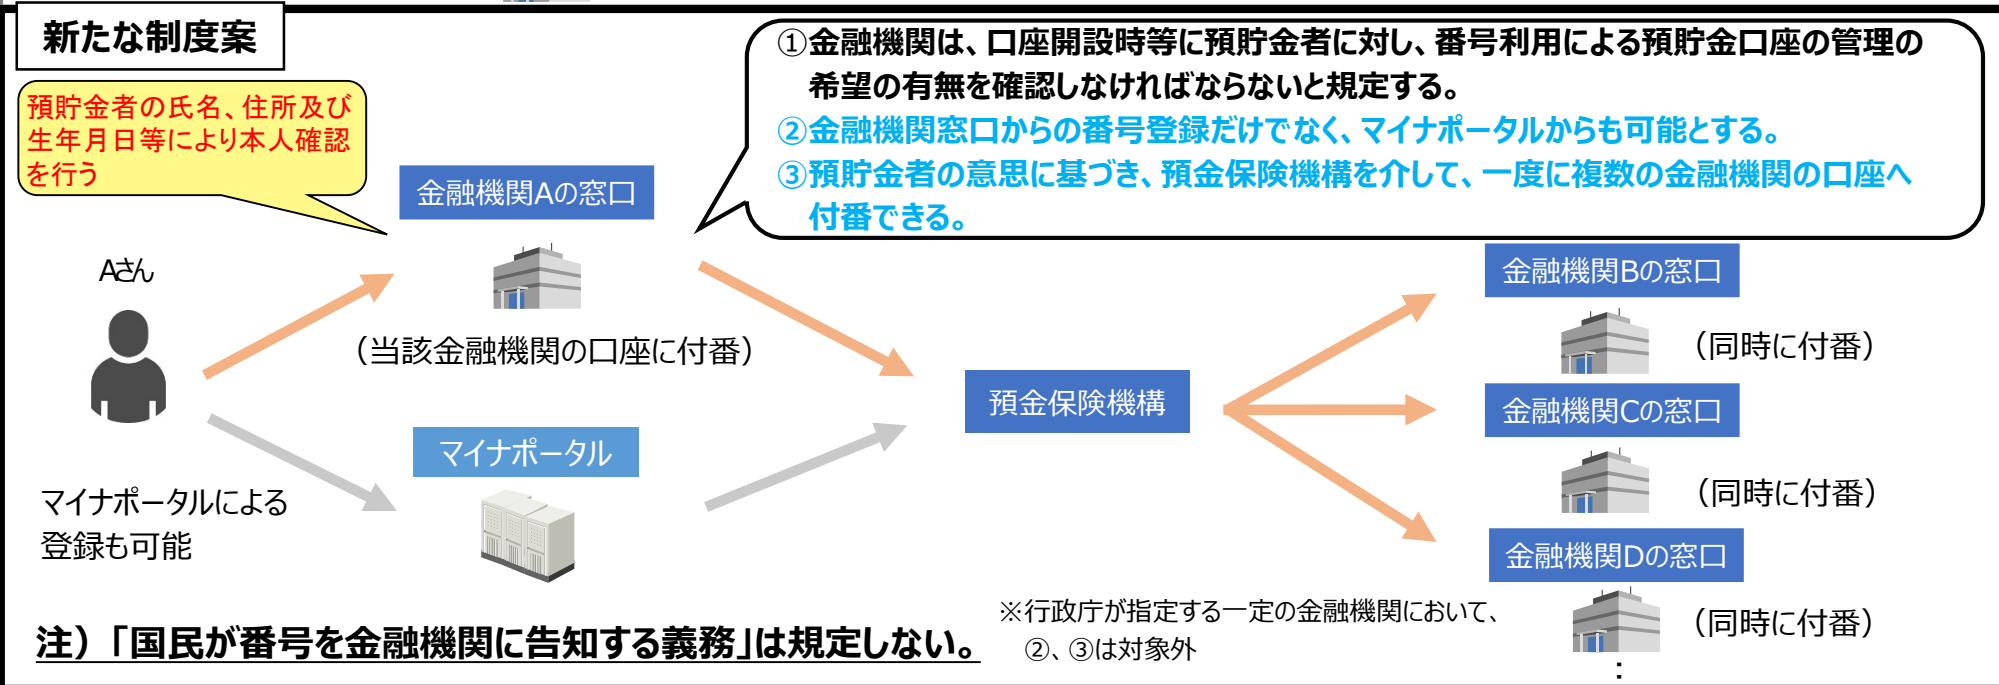 新たな制度案
①金融機関は、口座開設時等に預貯金者に対し、番号利用による預貯金口座の管理の
希望の有無を確認しなければならないと規定する。
②金融機関窓口からの番号登録だけでなく、マイナポータルからも可能とする。
③預貯金者の意思に基づき、預金保険機構を介して、一度に複数の金融機関の口座へ
付番できる。
預貯金者の氏名、住所及び
生年月日等により本人確認
を行う
金融機関Aの窓口
Aさん
(当該金融機関の口座に付番)
マイナポータル
マイナポータルによる
登録も可能
預金保険機構
金融機関Bの窓口
(同時に付番)
金融機関Cの窓口
(同時に付番)
金融機関Dの窓口
(同時に付番)
:
※行政庁が指定する一定の金融機関において、
②、③は対象外
注)「国民が番号を金融機関に告知する義務」は規定しない。